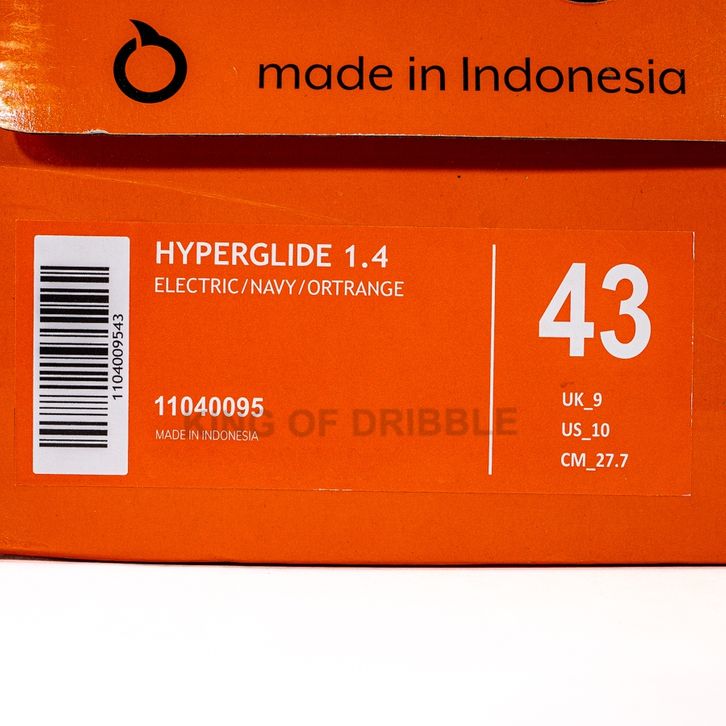 made in Indonesia
HYPERGLIDE 1.4
ELECTRIC/NAVY/ORTRANGE
1104009543
11040095
MADE IN INDONESIA
KING OF DRIBBLE
43
UK_9
US_10
CM_27.7